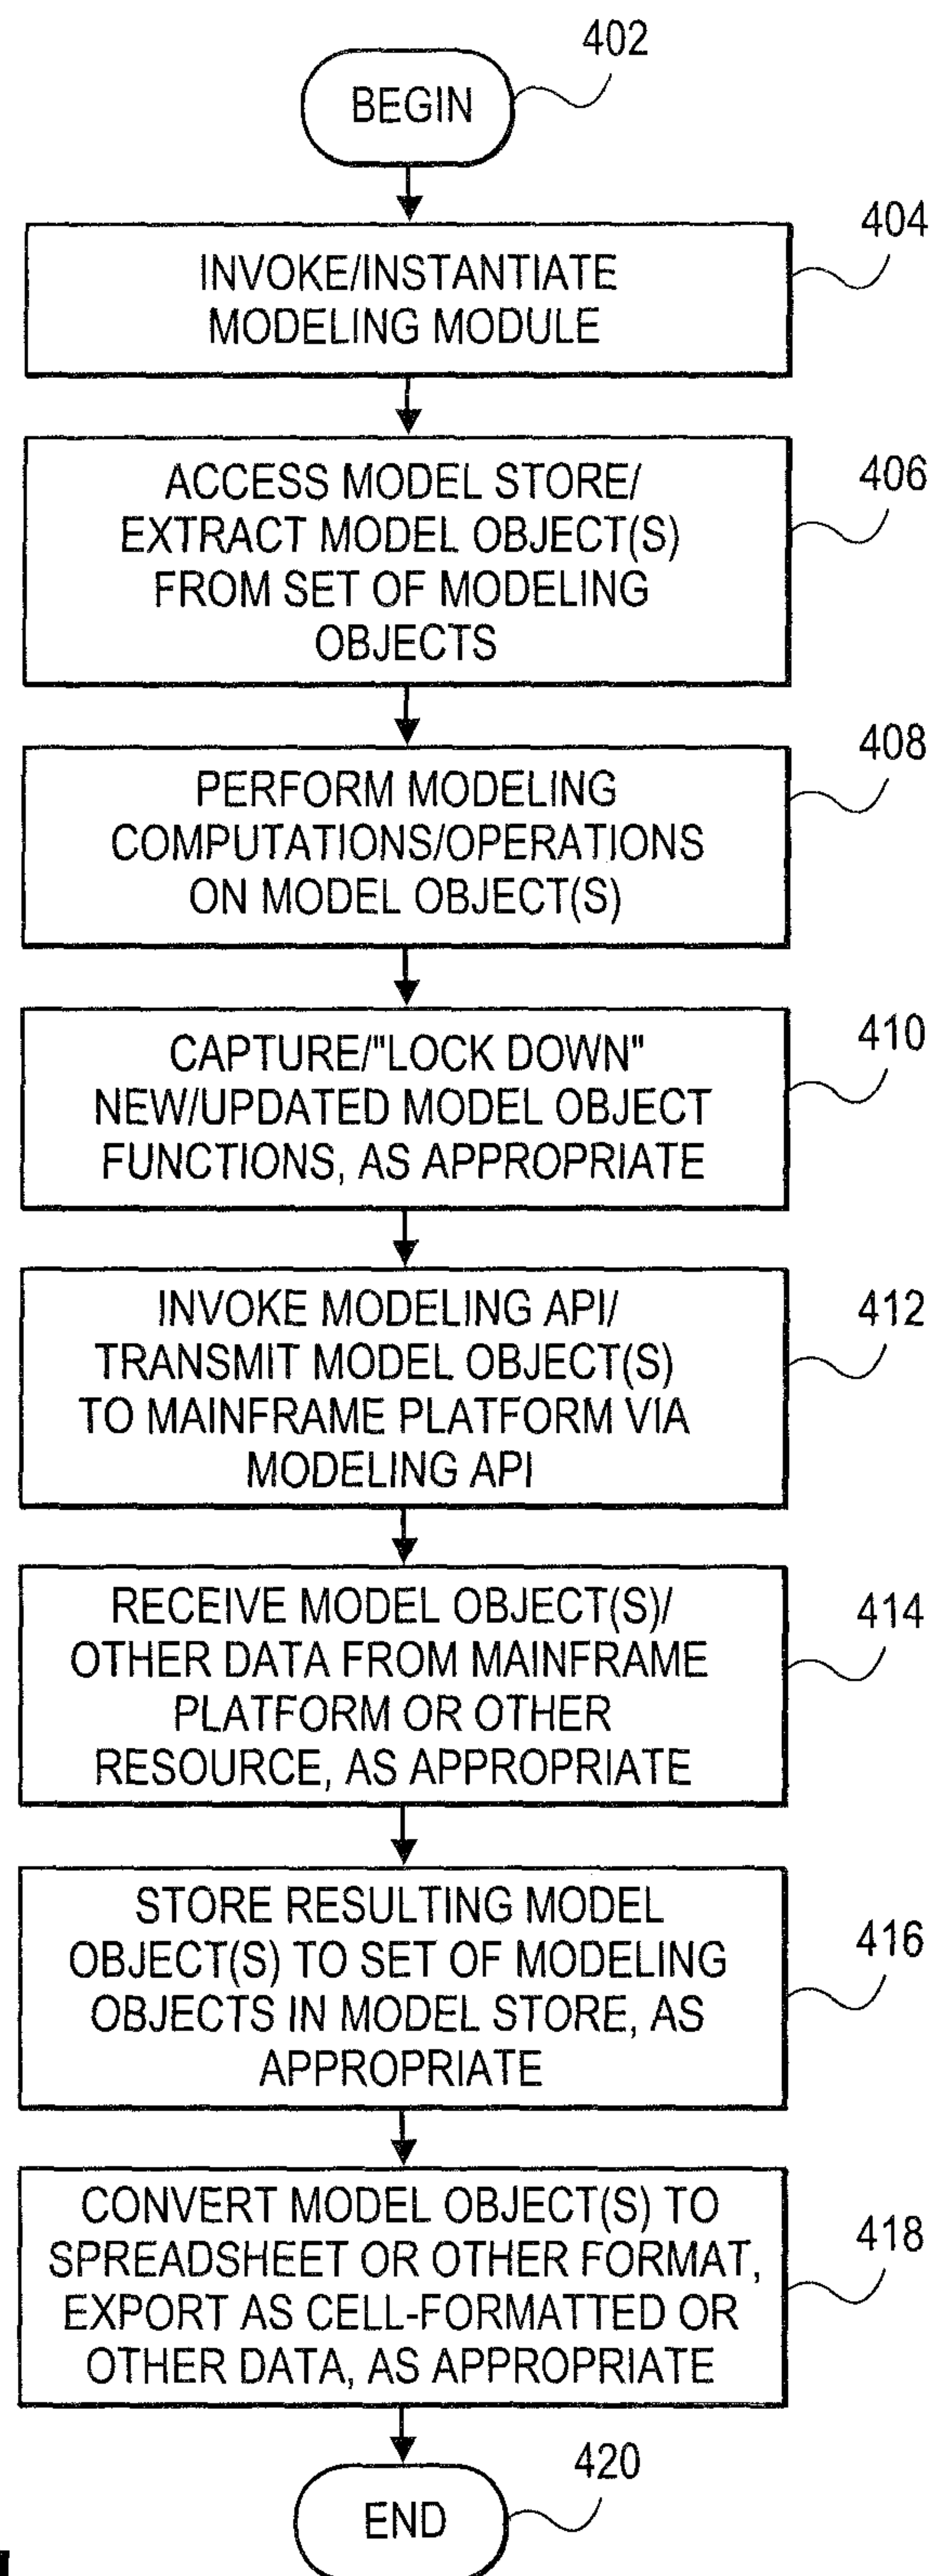 402
BEGIN
404
INVOKE/INSTANTIATE
MODELING MODULE
406
ACCESS MODEL STORE/
EXTRACT MODEL OBJECT(S)
FROM SET OF MODELING
OBJECTS
408
PERFORM MODELING
COMPUTATIONS/OPERATIONS
ON MODEL OBJECT(S)
410
CAPTURE/"LOCK DOWN"
NEW/UPDATED MODEL OBJECT
FUNCTIONS, AS APPROPRIATE
412
INVOKE MODELING API/
TRANSMIT MODEL OBJECT(S)
TO MAINFRAME PLATFORM VIA
MODELING API
414
RECEIVE MODEL OBJECT(S)/
OTHER DATA FROM MAINFRAME
PLATFORM OR OTHER
RESOURCE, AS APPROPRIATE
416
STORE RESULTING MODEL
OBJECT(S) TO SET OF MODELING
OBJECTS IN MODEL STORE, AS
APPROPRIATE
418
CONVERT MODEL OBJECT(S) TO
SPREADSHEET OR OTHER FORMAT,
EXPORT AS CELL-FORMATTED OR
OTHER DATA, AS APPROPRIATE
420
END